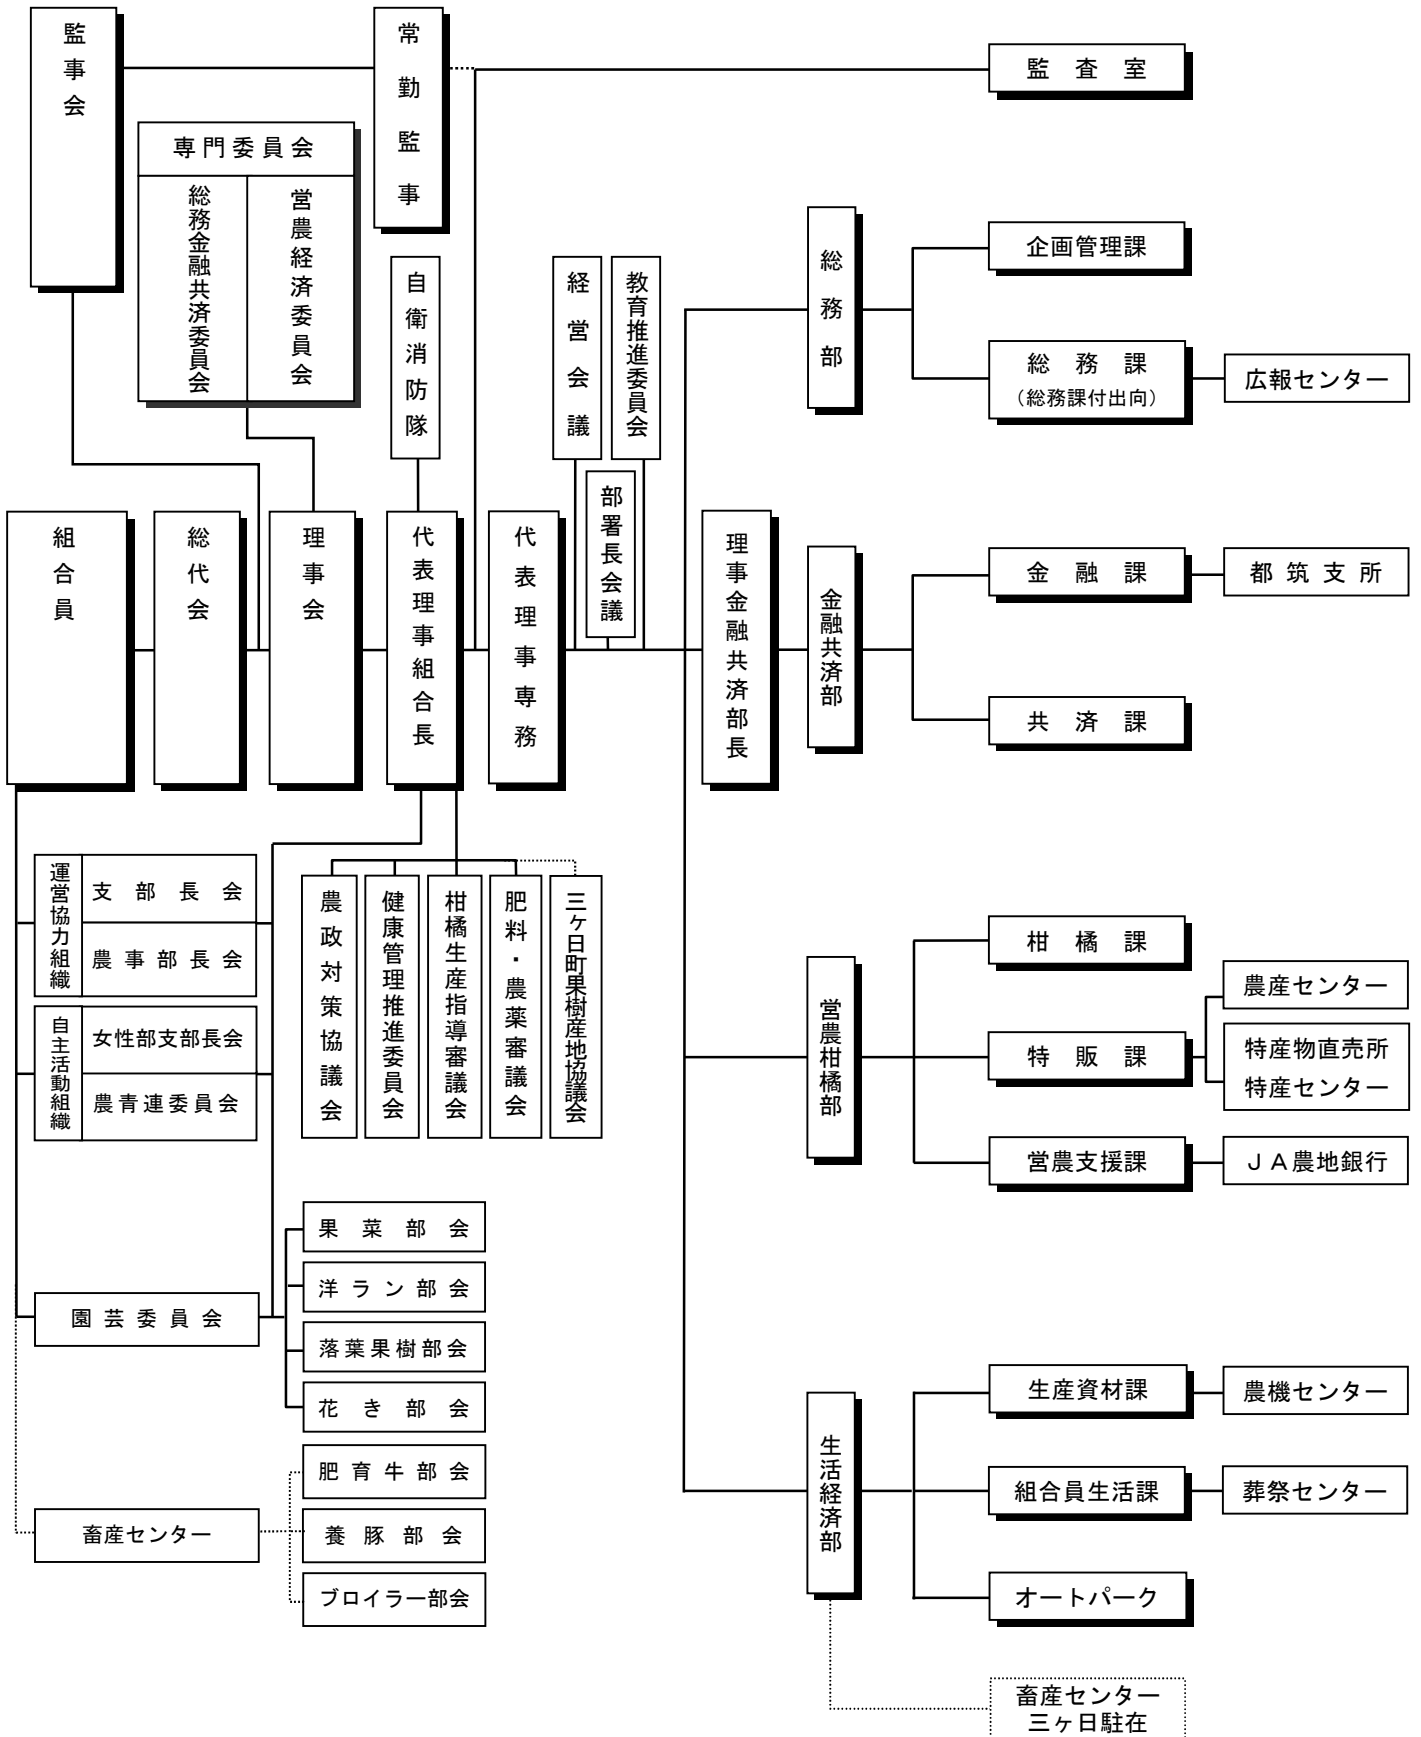 監事会
常勤監事
監査室
専門委員会
総務金融共済委員会
営農経済委員会
自衛消防隊
経営会議
教育推進委員会
部署長会議
総務部
企画管理課
総務課
（総務課付出向）
広報センター
組合員
総代会
理事会
代表理事組合長
代表理事専務
理事金融共済部長
金融共済部
金融課
都筑支所
共済課
運営協力組織
支部長会
農事部長会
自主活動組織
女性部支部長会
農青連委員会
農政対策協議会
健康管理推進委員会
柑橘生産指導審議会
肥料・農薬審議会
三ヶ日町果樹産地協議会
営農柑橘部
柑橘課
特販課
農産センター
特産物直売所
特産センター
営農支援課
ＪＡ農地銀行
園芸委員会
果菜部会
洋ラン部会
落葉果樹部会
花き部会
畜産センター
肥育牛部会
養豚部会
ブロイラー部会
生活経済部
生産資材課
農機センター
組合員生活課
葬祭センター
オートパーク
畜産センター
三ヶ日駐在